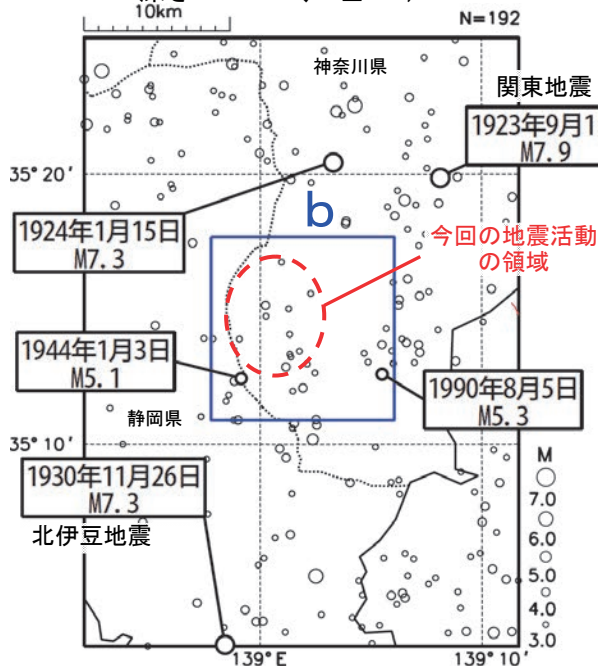 10km
N=192
神奈川県
関東地震
1923年9月1
M7.9
35°20′
1924年1月15日
M7.3
b
今回の地震活動
の領域
1944年1月3日
M5.1
1990年8月5日
M5.3
静岡県
35°10′
1930年11月26日
M7.3
北伊豆地震
M
7.0
6.0
5.0
4.0
3.0
139°E
139°10′